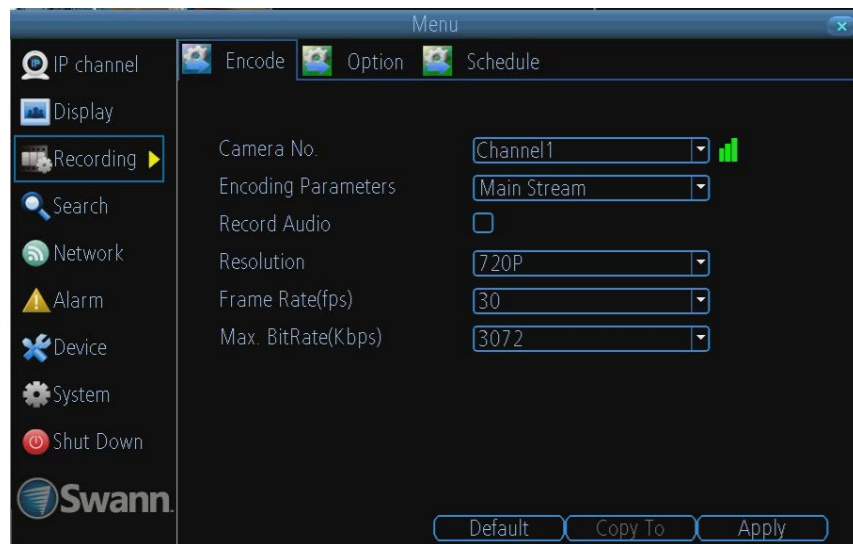 Menu
IP channel
Display
Recording
Search
Network
Alarm
Device
System
Shut Down
Swann.
Encode Option Schedule
Camera No. Channel1
Encoding Parameters Main Stream
Record Audio
Resolution 720P
Frame Rate(fps) 30
Max. BitRate(Kbps) 3072
Default Copy To Apply